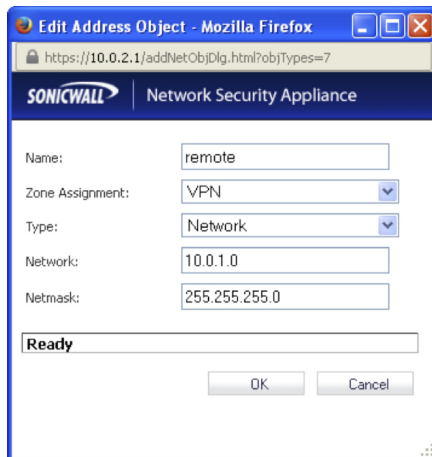 Edit Address Object - Mozilla Firefox
https://10.0.2.1/addNetObjDlg.html?objTypes=7
SONICWALL Network Security Appliance
Name: remote
Zone Assignment: VPN
Type: Network
Network: 10.0.1.0
Netmask: 255.255.255.0
Ready
OK Cancel